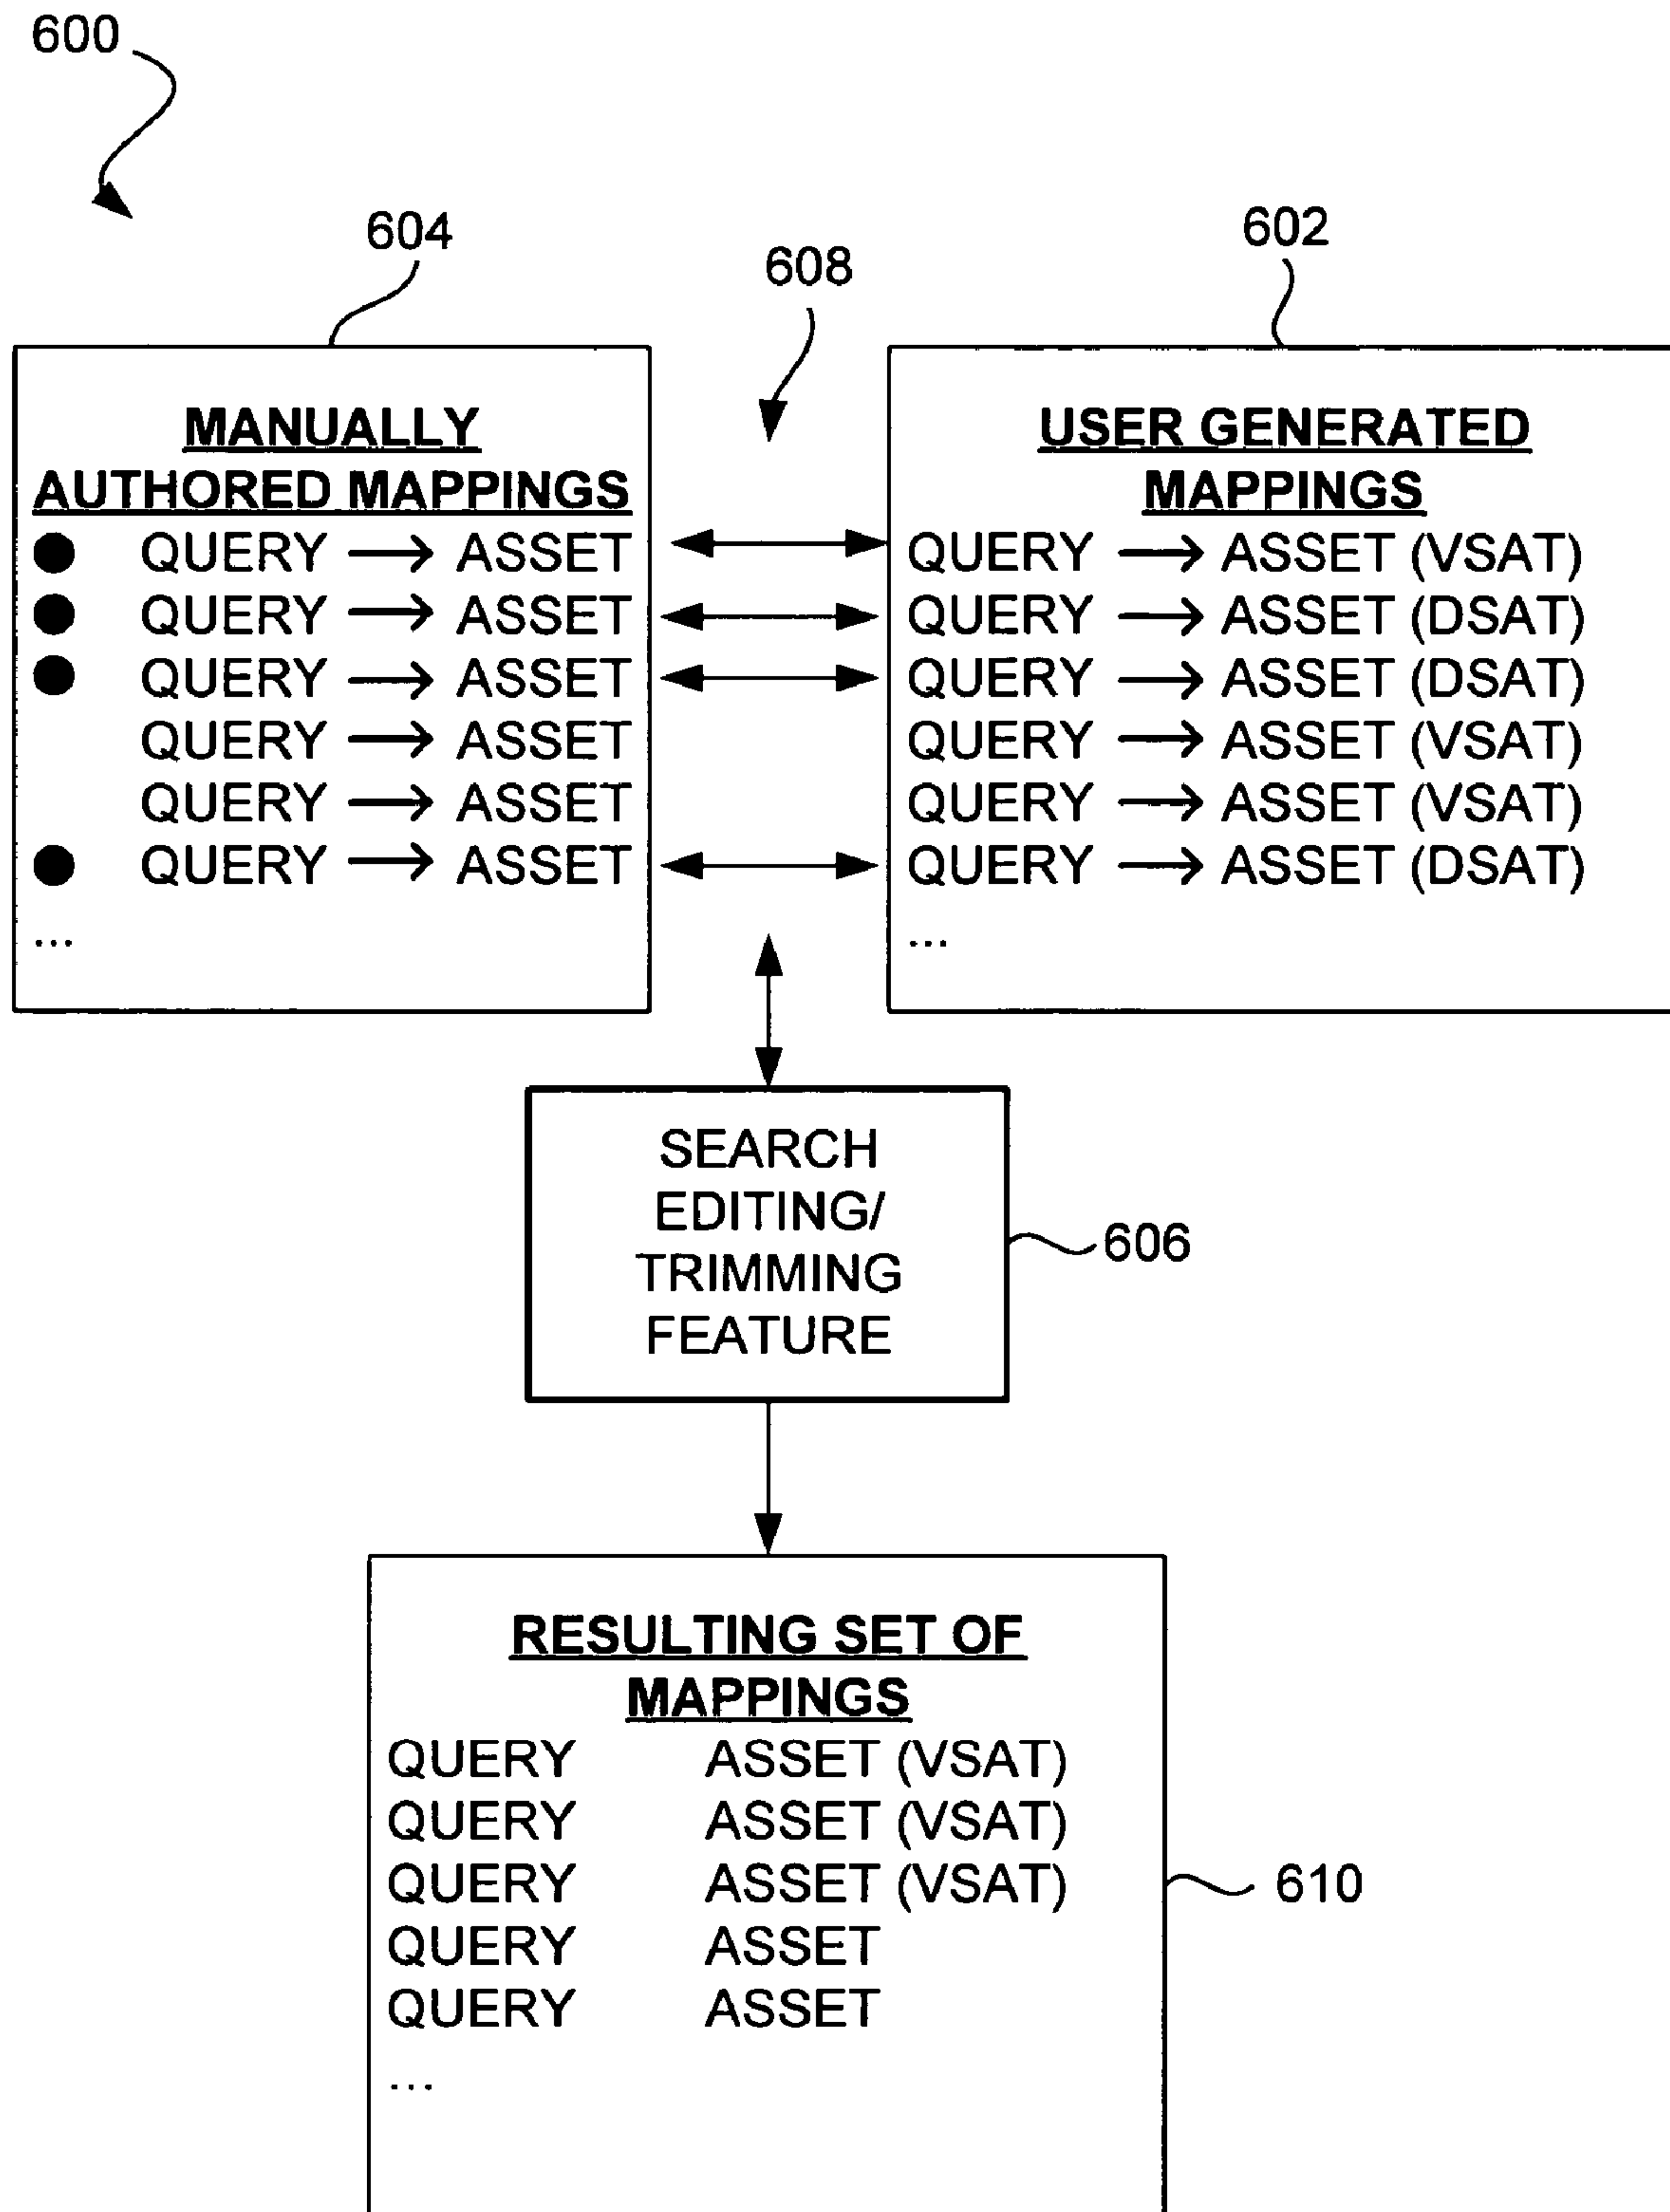 600
604
608
602
MANUALLY
AUTHORED MAPPINGS
● QUERY → ASSET
● QUERY → ASSET
● QUERY → ASSET
QUERY → ASSET
QUERY → ASSET
● QUERY → ASSET
...
USER GENERATED
MAPPINGS
QUERY → ASSET (VSAT)
QUERY → ASSET (DSAT)
QUERY → ASSET (DSAT)
QUERY → ASSET (VSAT)
QUERY → ASSET (VSAT)
QUERY → ASSET (DSAT)
...
SEARCH
EDITING/
TRIMMING
FEATURE
606
RESULTING SET OF
MAPPINGS
QUERY ASSET (VSAT)
QUERY ASSET (VSAT)
QUERY ASSET (VSAT)
QUERY ASSET
QUERY ASSET
...
610